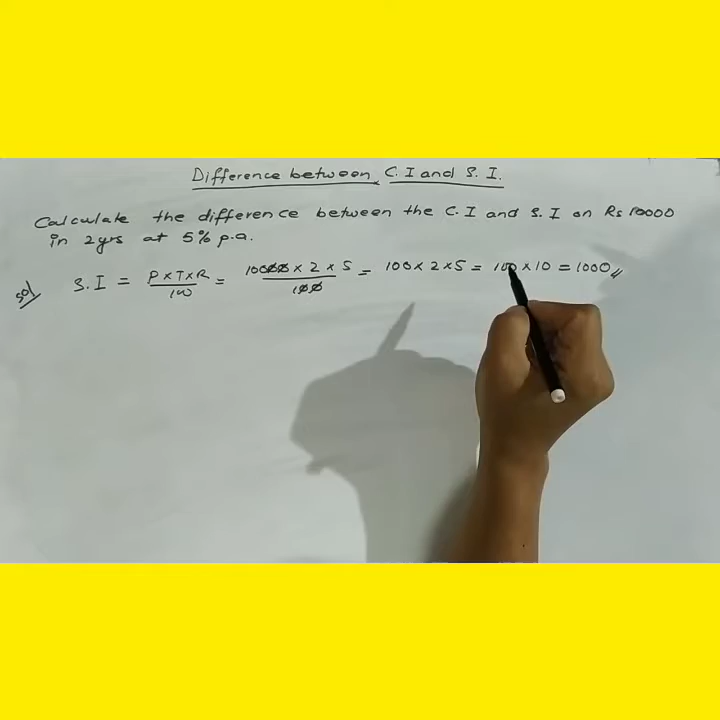 Difference between C.I and S.I.
Calculate the difference between the C.I and S.I on Rs 10000
in 2yrs at 5% p.a.
sol S.I = P×T×R/100 = 10000 × 2 × 5/100 = 100×2×5 = 100×10 = 1000